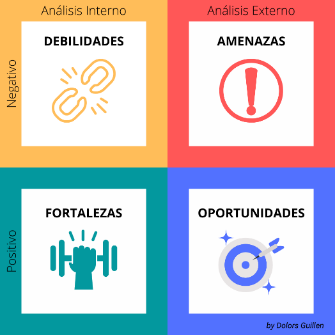 Análisis Interno
Análisis Externo
Negativo
DEBILIDADES
AMENAZAS
Positivo
FORTALEZAS
OPORTUNIDADES
by Dolors Guillen